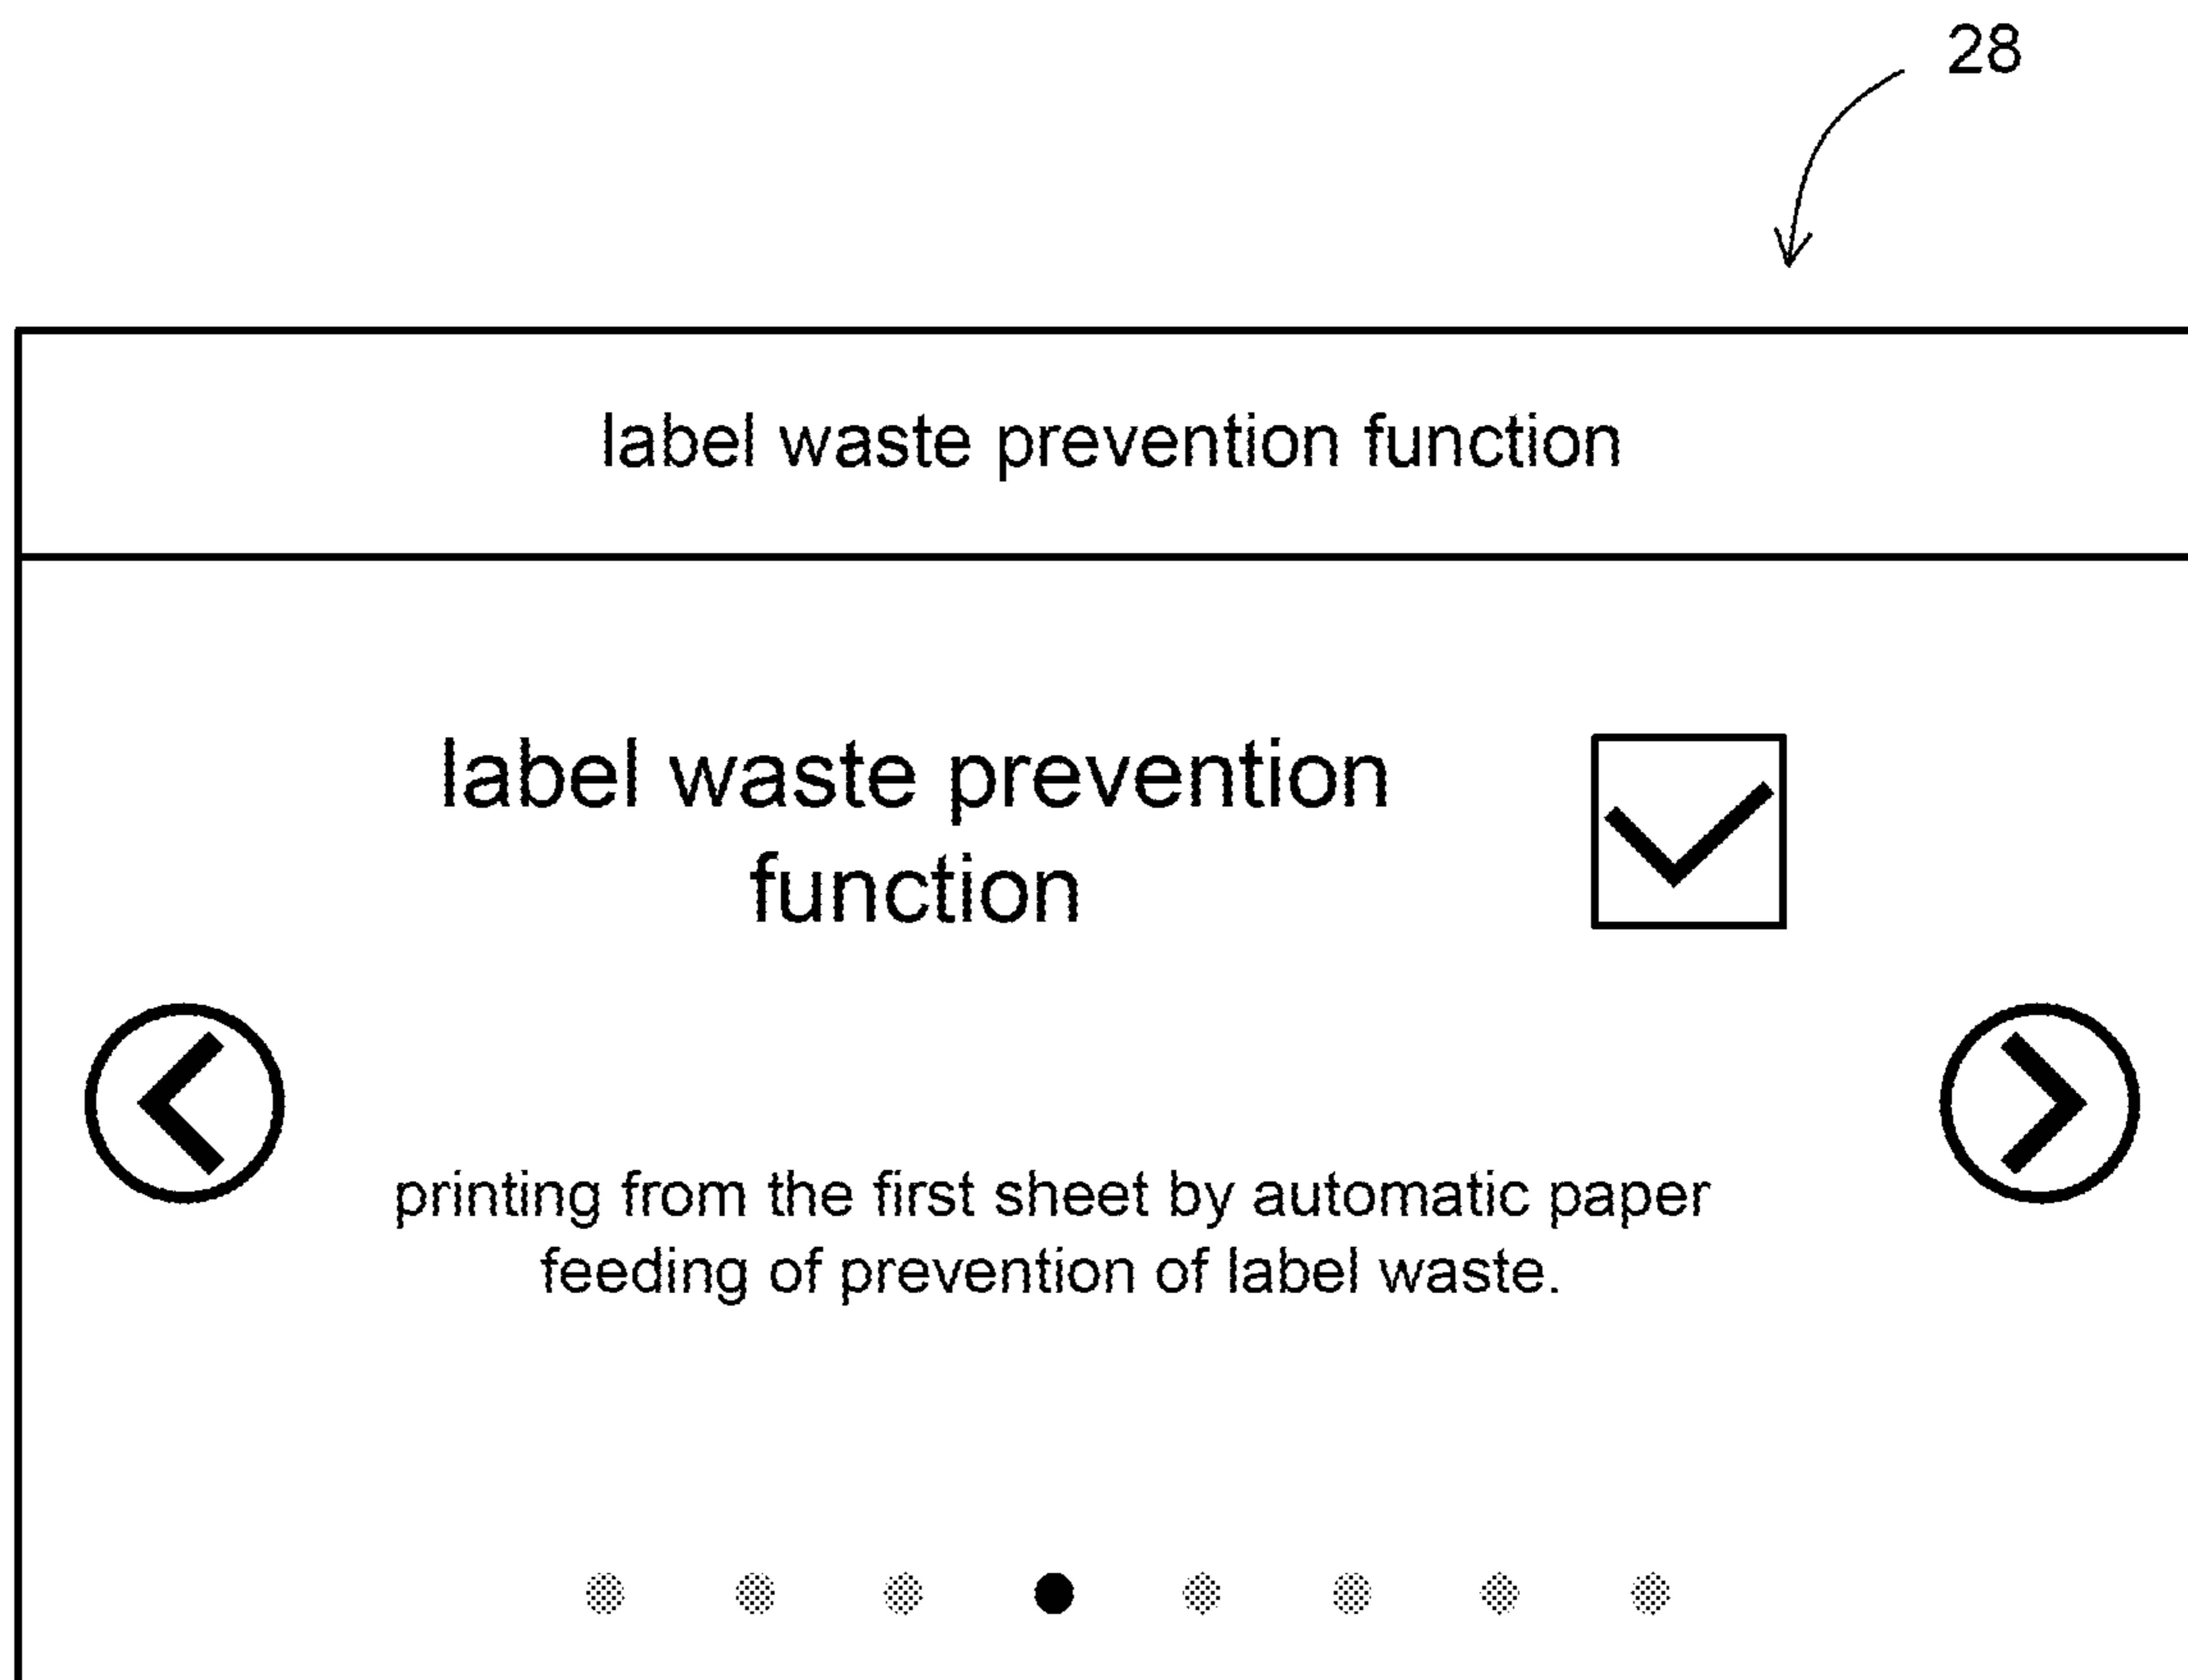 28
label waste prevention function
label waste prevention
function
printing from the first sheet by automatic paper
feeding of prevention of label waste.